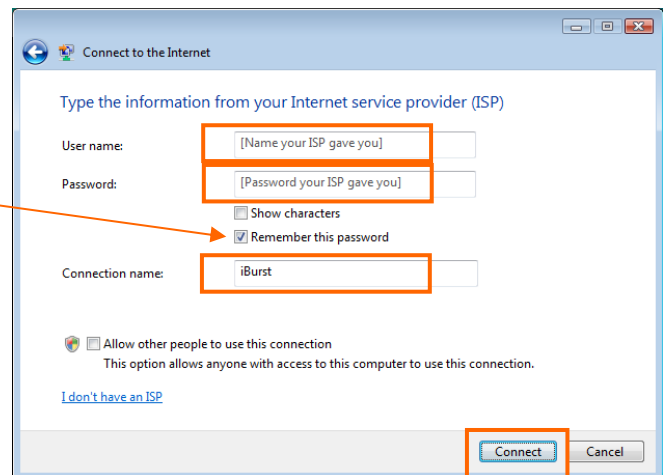 Connect to the Internet
Type the information from your Internet service provider (ISP)
User name:
[Name your ISP gave you]
Password:
[Password your ISP gave you]
Show characters
Remember this password
Connection name:
iBurst
Allow other people to use this connection
This option allows anyone with access to this computer to use this connection.
I don't have an ISP
Connect
Cancel